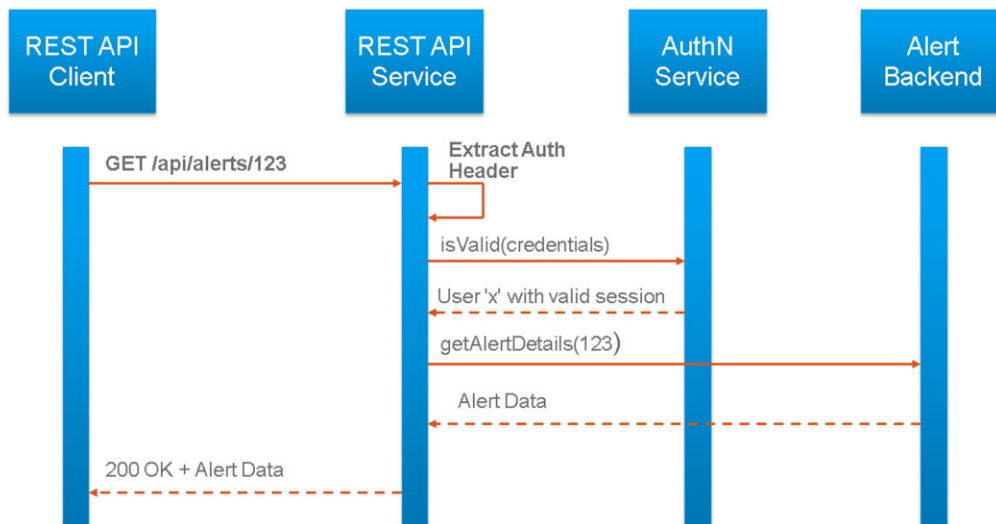 REST API
Client
REST API
Service
AuthN
Service
Alert
Backend
GET /api/alerts/123
Extract Auth
Header
isValid(credentials)
User 'x' with valid session
getAlertDetails(123)
Alert Data
200 OK + Alert Data